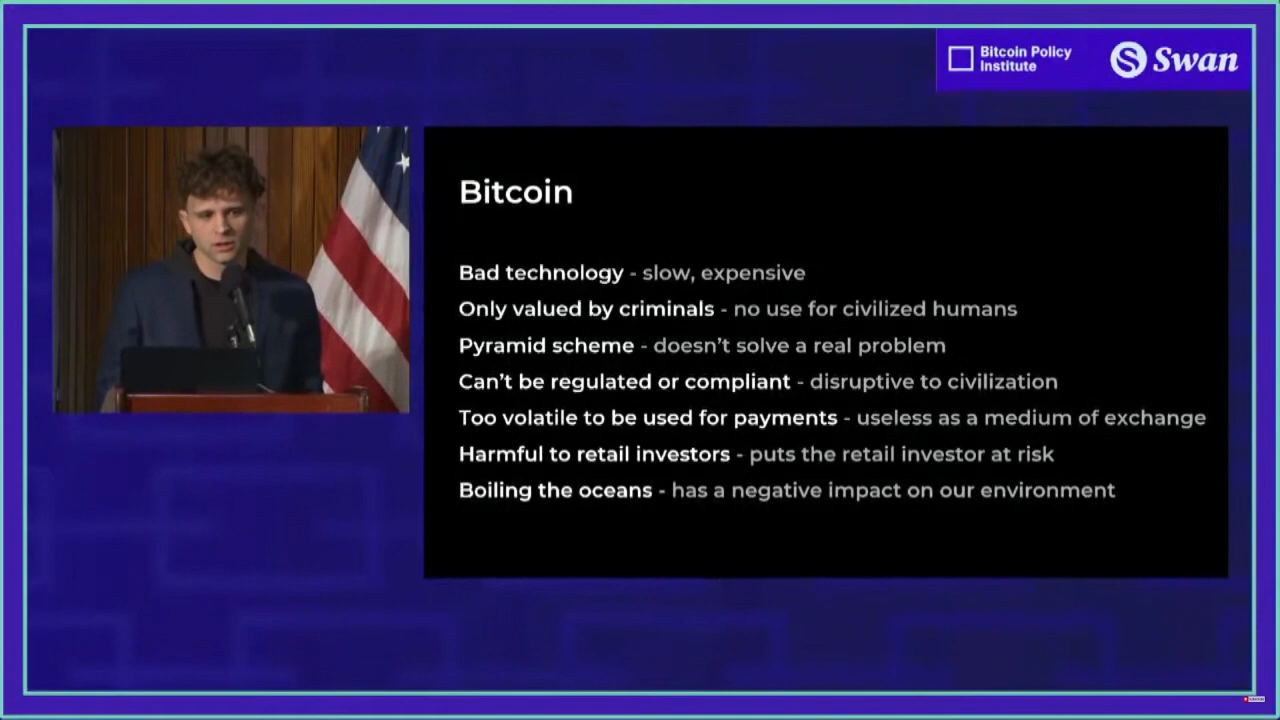 Bitcoin Policy
Institute
Swan
Bitcoin
Bad technology - slow, expensive
Only valued by criminals - no use for civilized humans
Pyramid scheme - doesn’t solve a real problem
Can’t be regulated or compliant - disruptive to civilization
Too volatile to be used for payments - useless as a medium of exchange
Harmful to retail investors - puts the retail investor at risk
Boiling the oceans - has a negative impact on our environment